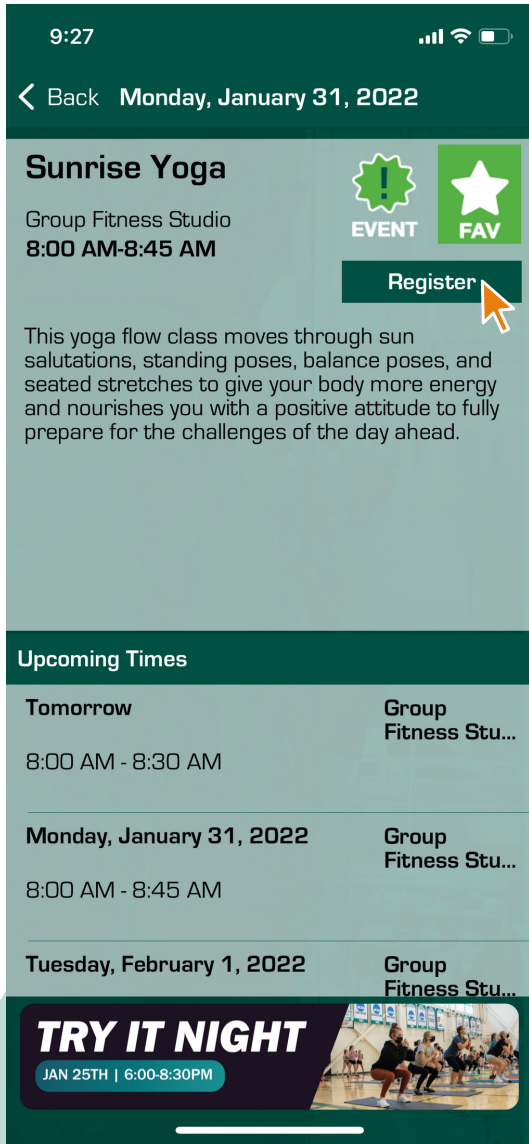 9:27
Back Monday, January 31, 2022
Sunrise Yoga
Group Fitness Studio
8:00 AM-8:45 AM
EVENT
FAV
Register
This yoga flow class moves through sun
salutations, standing poses, balance poses, and
seated stretches to give your body more energy
and nourishes you with a positive attitude to fully
prepare for the challenges of the day ahead.
Upcoming Times
Tomorrow
Group
Fitness Stu...
8:00 AM - 8:30 AM
Monday, January 31, 2022
Group
Fitness Stu...
8:00 AM - 8:45 AM
Tuesday, February 1, 2022
Group
Fitness Stu...
TRY IT NIGHT
JAN 25TH | 6:00-8:30PM